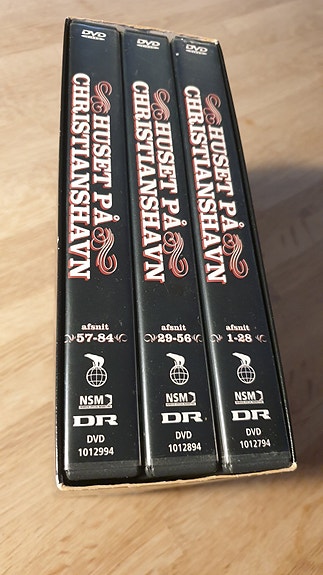 DVD
HUSET PÅ
CHRISTIANSHAVN
afsnit
57-84
NSM
DR
DVD
1012994
DVD
HUSET PÅ
CHRISTIANSHAVN
afsnit
29-56
NSM
DR
DVD
1012894
DVD
HUSET PÅ
CHRISTIANSHAVN
afsnit
1-28
NSM
DR
DVD
1012794